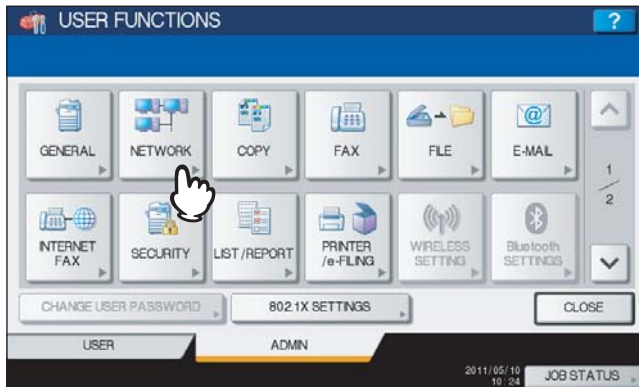 USER FUNCTIONS
?
GENERAL
NETWORK
COPY
FAX
FILE
E-MAIL
@
1
2
INTERNET
FAX
SECURITY
LIST/REPORT
PRINTER
/e-FILING
WIRELESS
SETTING
Bluetooth
SETTINGS
CHANGE USER PASSWORD
802.1X SETTINGS
CLOSE
USER
ADMIN
2011/05/10
10:24
JOB STATUS